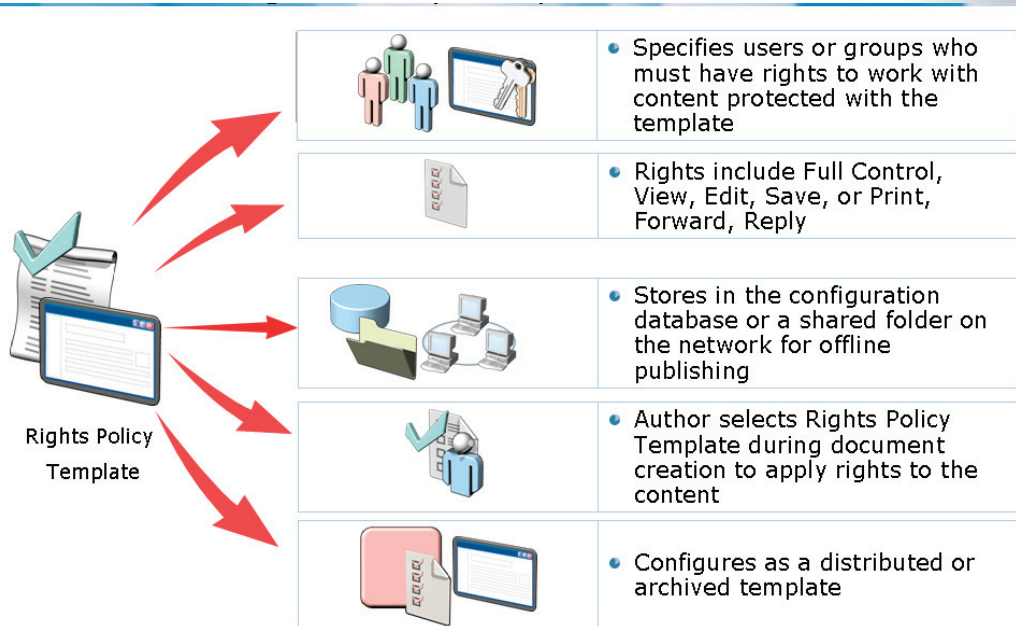 Specifies users or groups who
must have rights to work with
content protected with the
template
Rights include Full Control,
View, Edit, Save, or Print,
Forward, Reply
Stores in the configuration
database or a shared folder on
the network for offline
publishing
Author selects Rights Policy
Template during document
creation to apply rights to the
content
Configures as a distributed or
archived template
Rights Policy
Template